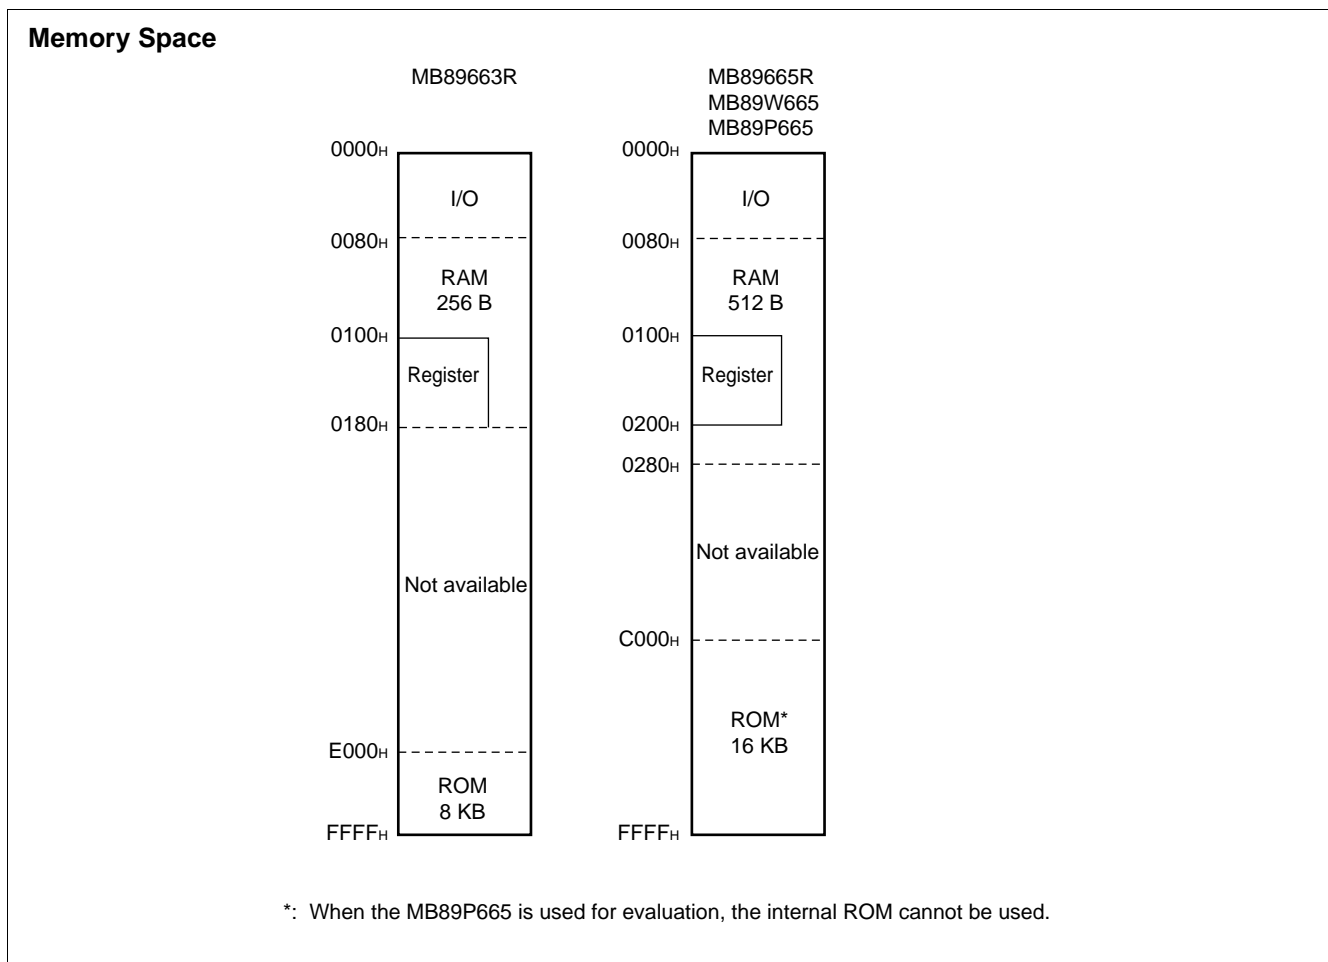 Memory Space
MB89663R
0000H
I/O
0080H
RAM
256 B
0100H
Register
0180H
Not available
E000H
ROM
8 KB
FFFFH
MB89665R
MB89W665
MB89P665
0000H
I/O
0080H
RAM
512 B
0100H
Register
0200H
0280H
Not available
C000H
ROM*
16 KB
FFFFH
*: When the MB89P665 is used for evaluation, the internal ROM cannot be used.